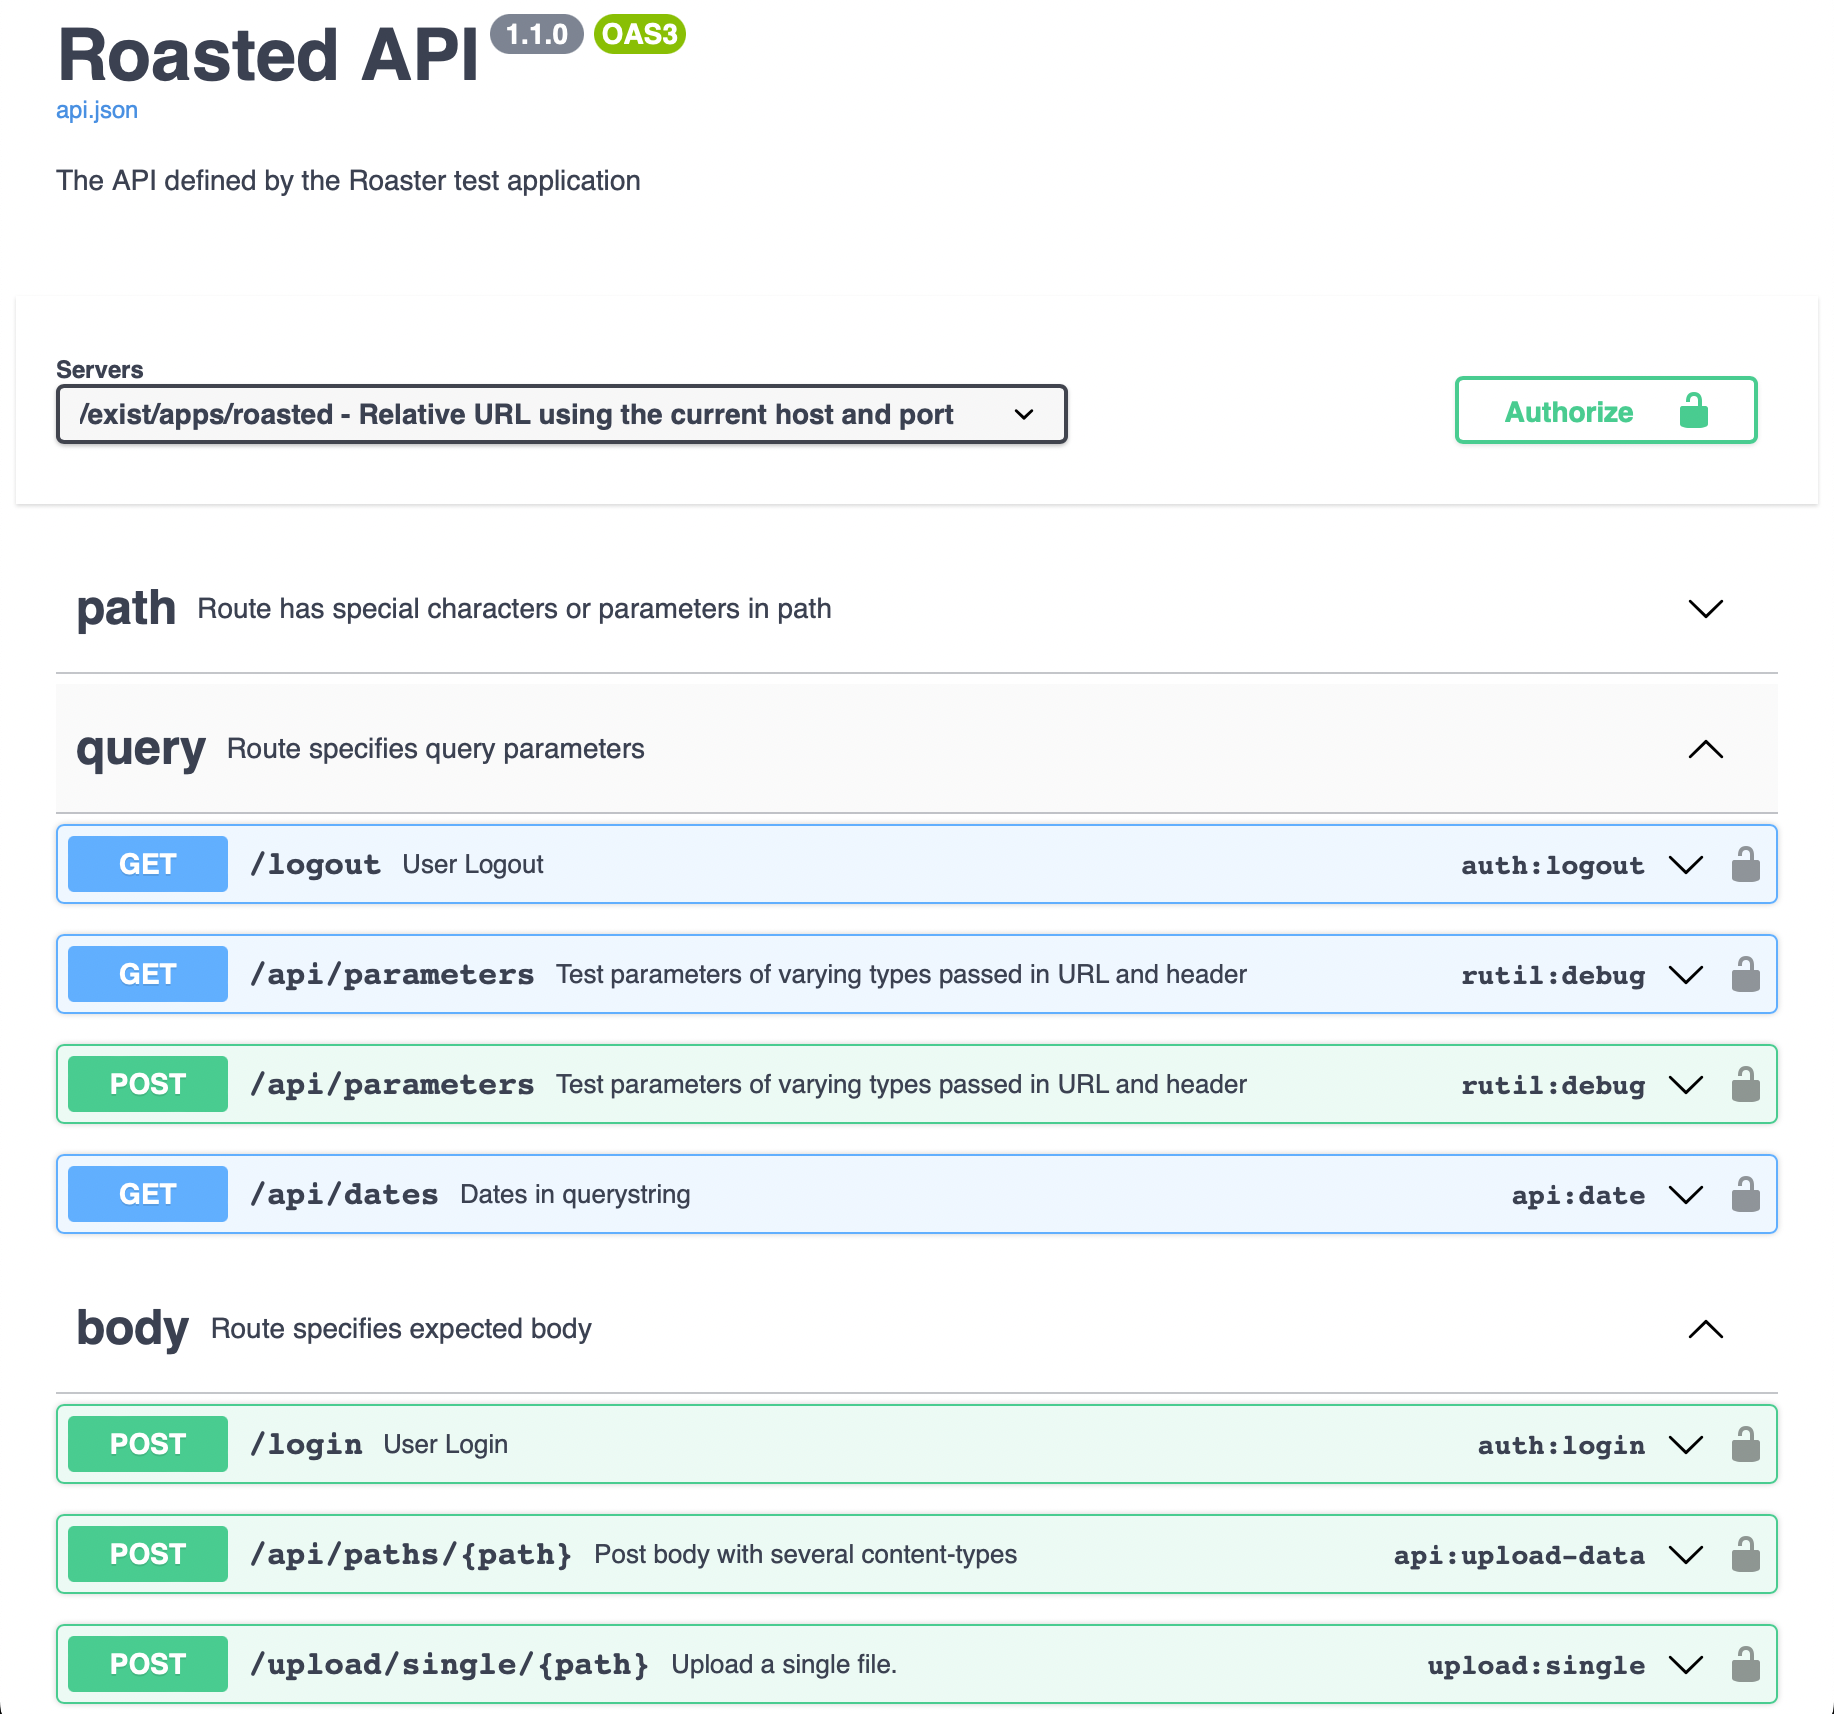 Roasted API 1.1.0 OAS3
api.json
The API defined by the Roaster test application
Servers
/exist/apps/roasted - Relative URL using the current host and port
Authorize
path Route has special characters or parameters in path
query Route specifies query parameters
GET /logout User Logout auth:logout
GET /api/parameters Test parameters of varying types passed in URL and header rutil:debug
POST /api/parameters Test parameters of varying types passed in URL and header rutil:debug
GET /api/dates Dates in querystring api:date
body Route specifies expected body
POST /login User Login auth:login
POST /api/paths/{path} Post body with several content-types api:upload-data
POST /upload/single/{path} Upload a single file. upload:single